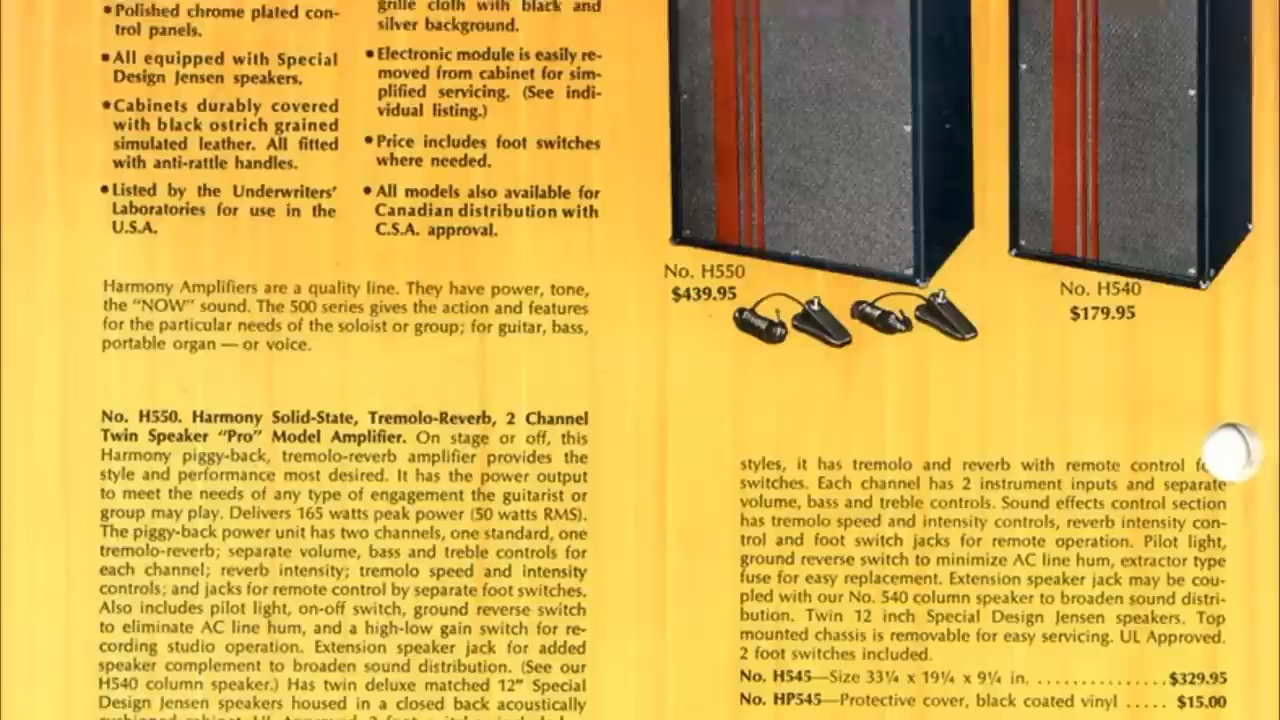 •Polished chrome plated con-
trol panels.
•All equipped with Special
Design Jensen speakers.
•Cabinets durably covered
with black ostrich grained
simulated leather. All fitted
with anti-rattle handles.
•Listed by the Underwriters'
Laboratories for use in the
U.S.A.
grille cloth with black and
silver background.
•Electronic module is easily re-
moved from cabinet for sim-
plified servicing. (See indi-
vidual listing.)
•Price includes foot switches
where needed.
•All models also available for
Canadian distribution with
C.S.A. approval.
No. H550
$439.95
No. H540
$179.95
Harmony Amplifiers are a quality line. They have power, tone,
the "NOW" sound. The 500 series gives the action and features
for the particular needs of the soloist or group; for guitar, bass,
portable organ — or voice.
No. H550. Harmony Solid-State, Tremolo-Reverb, 2 Channel
Twin Speaker "Pro" Model Amplifier. On stage or off, this
Harmony piggy-back, tremolo-reverb amplifier provides the
style and performance most desired. It has the power output
to meet the needs of any type of engagement the guitarist or
group may play. Delivers 165 watts peak power (50 watts RMS).
The piggy-back power unit has two channels, one standard, one
tremolo-reverb; separate volume, bass and treble controls for
each channel; reverb intensity; tremolo speed and intensity
controls; and jacks for remote control by separate foot switches.
Also includes pilot light, on-off switch, ground reverse switch
to eliminate AC line hum, and a high-low gain switch for re-
cording studio operation. Extension speaker jack for added
speaker complement to broaden sound distribution. (See our
H540 column speaker.) Has twin deluxe matched 12" Special
Design Jensen speakers housed in a closed back acoustically
styles, it has tremolo and reverb with remote control
switches. Each channel has 2 instrument inputs and separate
volume, bass and treble controls. Sound effects control section
has tremolo speed and intensity controls, reverb intensity con-
trol and foot switch jacks for remote operation. Pilot light,
ground reverse switch to minimize AC line hum, extractor type
fuse for easy replacement. Extension speaker jack may be cou-
pled with our No. 540 column speaker to broaden sound distri-
bution. Twin 12 inch Special Design Jensen speakers. Top
mounted chassis is removable for easy servicing. UL Approved.
2 foot switches included.
No. H545—Size 33¼ x 19¼ x 9¼ in. ..............$329.95
No. HP545—Protective cover, black coated vinyl ..... $15.00